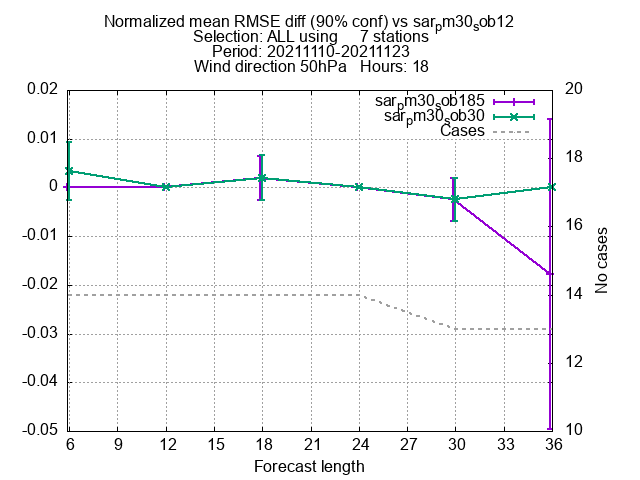 Normalized mean RMSE diff (90% conf) vs sarpm30sob12
Selection: ALL using 7 stations
Period: 20211110-20211123
Wind direction 50hPa Hours: 18
sarpm30sob185
sarpm30sob30
Cases
0.02
0.01
0
-0.01
-0.02
-0.03
-0.04
-0.05
20
18
16
14
12
10
No cases
6 9 12 15 18 21 24 27 30 33 36
Forecast length